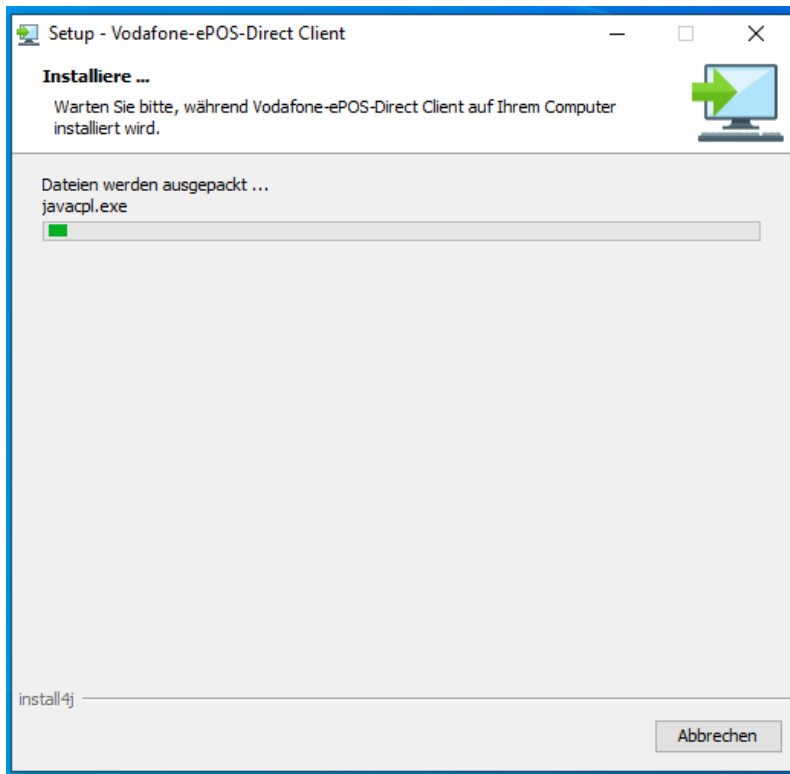 Setup - Vodafone-ePOS-Direct Client
Installiere ...
Warten Sie bitte, während Vodafone-ePOS-Direct Client auf Ihrem Computer
installiert wird.
Dateien werden ausgepackt ...
javacpl.exe
install4j
Abbrechen